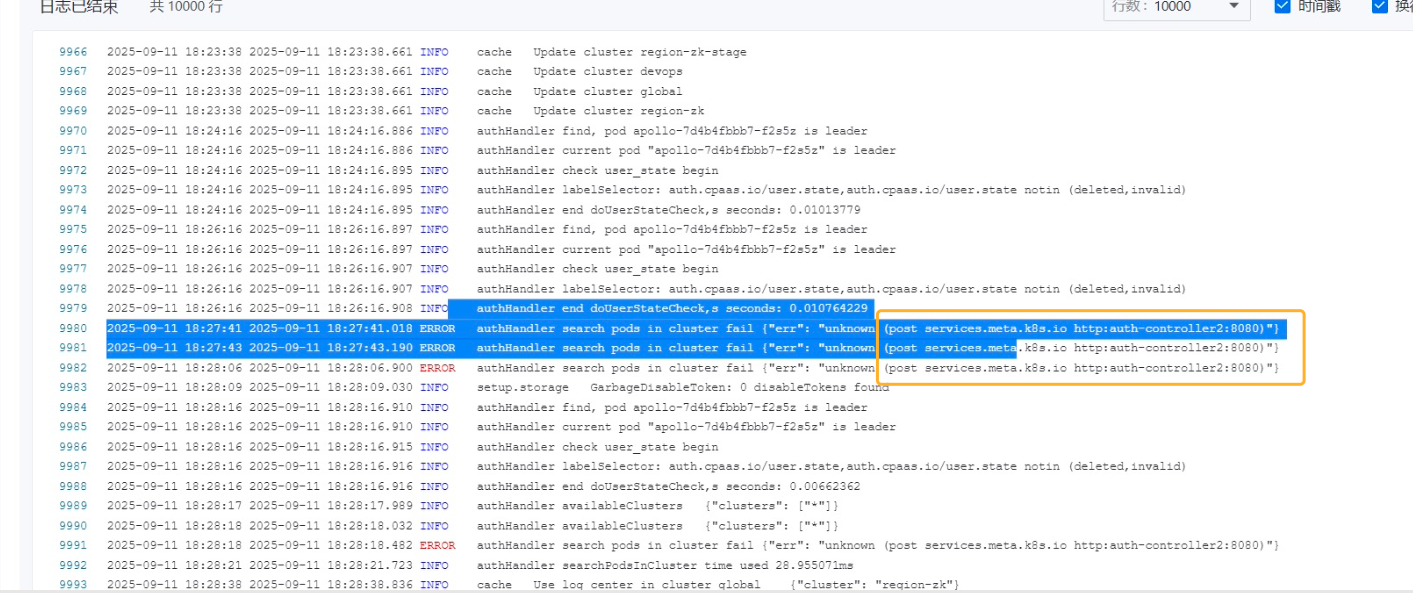 日志已结束 共 10000 行 行数: 10000 时间戳 换
9966 2025-09-11 18:23:38 2025-09-11 18:23:38.661 INFO cache Update cluster region-zk-stage
9967 2025-09-11 18:23:38 2025-09-11 18:23:38.661 INFO cache Update cluster devops
9968 2025-09-11 18:23:38 2025-09-11 18:23:38.661 INFO cache Update cluster global
9969 2025-09-11 18:23:38 2025-09-11 18:23:38.661 INFO cache Update cluster region-zk
9970 2025-09-11 18:24:16 2025-09-11 18:24:16.886 INFO authHandler find, pod apollo-7d4b4fbbb7-f2s5z is leader
9971 2025-09-11 18:24:16 2025-09-11 18:24:16.886 INFO authHandler current pod "apollo-7d4b4fbbb7-f2s5z" is leader
9972 2025-09-11 18:24:16 2025-09-11 18:24:16.895 INFO authHandler check user_state begin
9973 2025-09-11 18:24:16 2025-09-11 18:24:16.895 INFO authHandler labelSelector: auth.cpaas.io/user.state,auth.cpaas.io/user.state notin (deleted,invalid)
9974 2025-09-11 18:24:16 2025-09-11 18:24:16.895 INFO authHandler end doUserStateCheck,s seconds: 0.01013779
9975 2025-09-11 18:26:16 2025-09-11 18:26:16.897 INFO authHandler find, pod apollo-7d4b4fbbb7-f2s5z is leader
9976 2025-09-11 18:26:16 2025-09-11 18:26:16.897 INFO authHandler current pod "apollo-7d4b4fbbb7-f2s5z" is leader
9977 2025-09-11 18:26:16 2025-09-11 18:26:16.907 INFO authHandler check user_state begin
9978 2025-09-11 18:26:16 2025-09-11 18:26:16.907 INFO authHandler labelSelector: auth.cpaas.io/user.state,auth.cpaas.io/user.state notin (deleted,invalid)
9979 2025-09-11 18:26:16 2025-09-11 18:26:16.908 INFO authHandler end doUserStateCheck,s seconds: 0.010764229
9980 2025-09-11 18:27:41 2025-09-11 18:27:41.018 ERROR authHandler search pods in cluster fail {"err": "unknown (post services.meta.k8s.io http:auth-controller2:8080)"}
9981 2025-09-11 18:27:43 2025-09-11 18:27:43.190 ERROR authHandler search pods in cluster fail {"err": "unknown (post services.meta.k8s.io http:auth-controller2:8080)"}
9982 2025-09-11 18:28:06 2025-09-11 18:28:06.900 ERROR authHandler search pods in cluster fail {"err": "unknown (post services.meta.k8s.io http:auth-controller2:8080)"}
9983 2025-09-11 18:28:09 2025-09-11 18:28:09.030 INFO setup.storage GarbageDisableToken: 0 disableTokens found
9984 2025-09-11 18:28:16 2025-09-11 18:28:16.910 INFO authHandler find, pod apollo-7d4b4fbbb7-f2s5z is leader
9985 2025-09-11 18:28:16 2025-09-11 18:28:16.910 INFO authHandler current pod "apollo-7d4b4fbbb7-f2s5z" is leader
9986 2025-09-11 18:28:16 2025-09-11 18:28:16.915 INFO authHandler check user_state begin
9987 2025-09-11 18:28:16 2025-09-11 18:28:16.916 INFO authHandler labelSelector: auth.cpaas.io/user.state,auth.cpaas.io/user.state notin (deleted,invalid)
9988 2025-09-11 18:28:16 2025-09-11 18:28:16.916 INFO authHandler end doUserStateCheck,s seconds: 0.00662362
9989 2025-09-11 18:28:17 2025-09-11 18:28:17.989 INFO authHandler availableClusters {"clusters": ["*"]}
9990 2025-09-11 18:28:18 2025-09-11 18:28:18.032 INFO authHandler availableClusters {"clusters": ["*"]}
9991 2025-09-11 18:28:18 2025-09-11 18:28:18.482 ERROR authHandler search pods in cluster fail {"err": "unknown (post services.meta.k8s.io http:auth-controller2:8080)"}
9992 2025-09-11 18:28:21 2025-09-11 18:28:21.723 INFO authHandler searchPodsInCluster time used 28.955071ms
9993 2025-09-11 18:28:38 2025-09-11 18:28:38.836 INFO cache Use log center in cluster global {"cluster": "region-zk"}